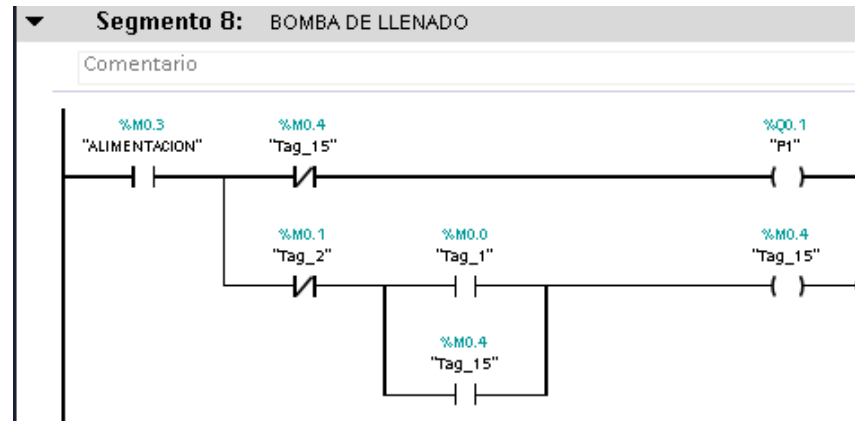 Segmento 8: BOMBA DE LLENADO
Comentario
%M0.3 %M0.4 %Q0.1
"ALIMENTACION" "Tag_15" "P1"
%M0.1 %M0.0 %M0.4
"Tag_2" "Tag_1" "Tag_15"
%M0.4
"Tag_15"